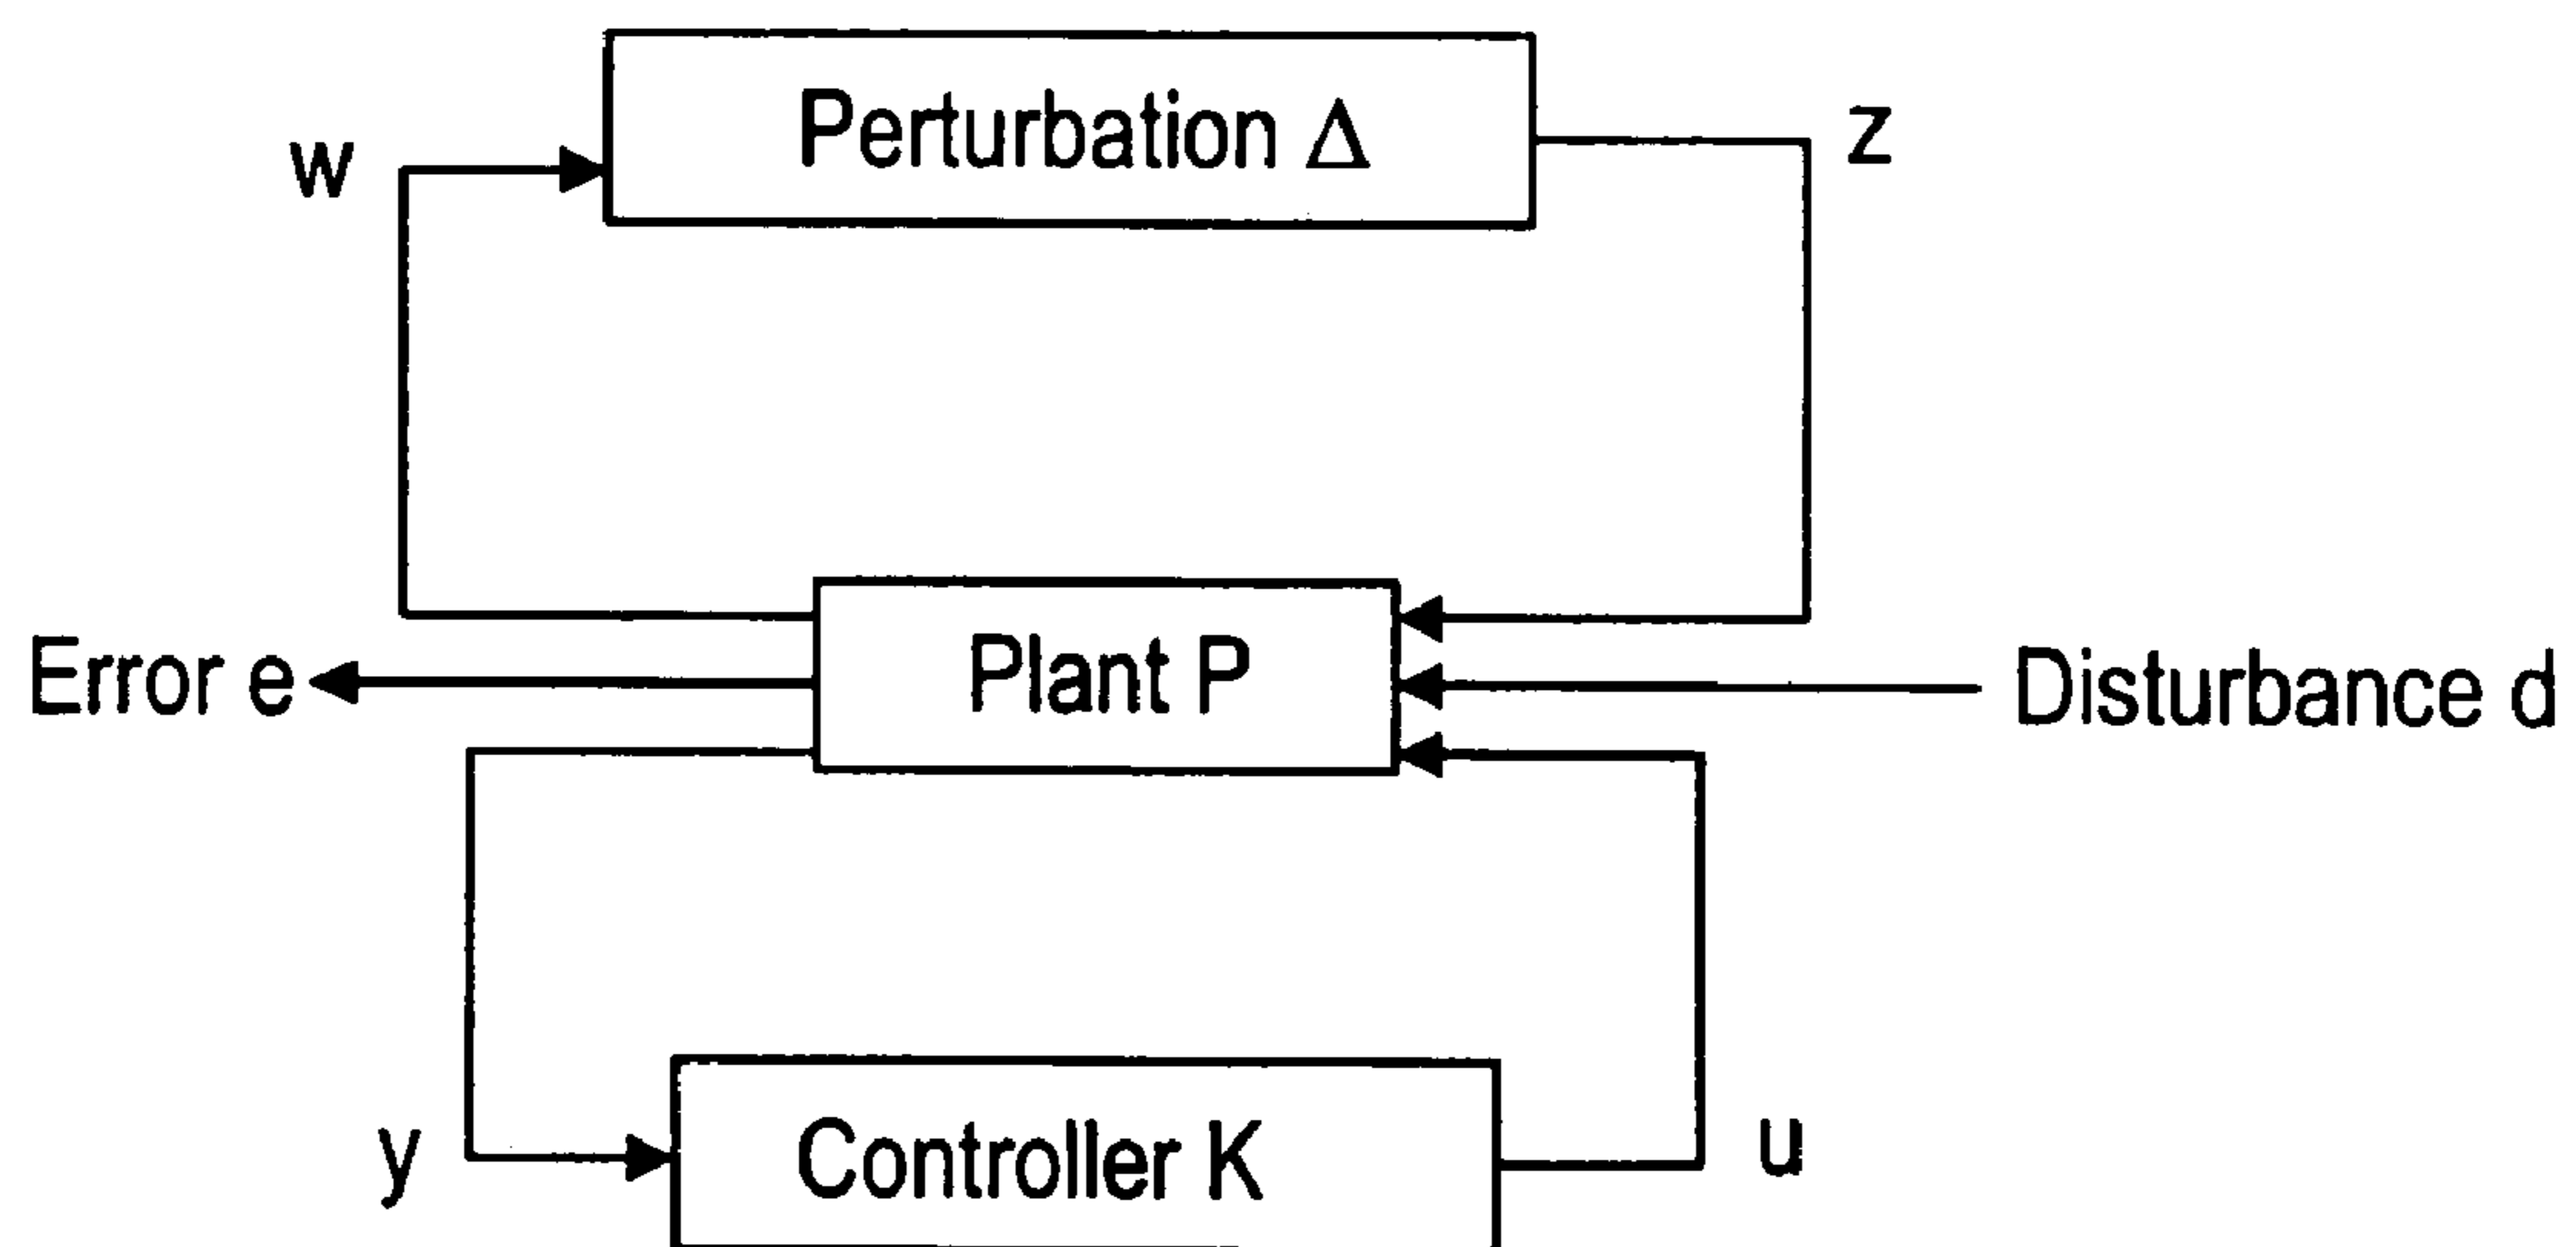 Perturbation Δ
w
z
Plant P
Error e
Disturbance d
Controller K
y
u